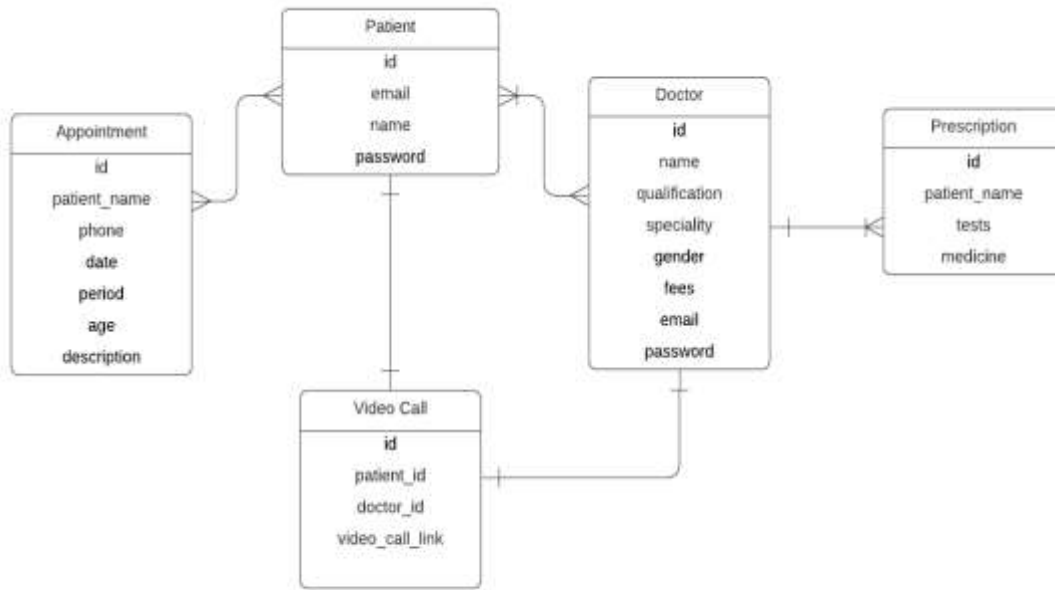 Patient
id
email
name
password
Appointment
id
patient_name
phone
date
period
age
description
Doctor
id
name
qualification
speciality
gender
fees
email
password
Prescription
id
patient_name
tests
medicine
Video Call
id
patient_id
doctor_id
video_call_link